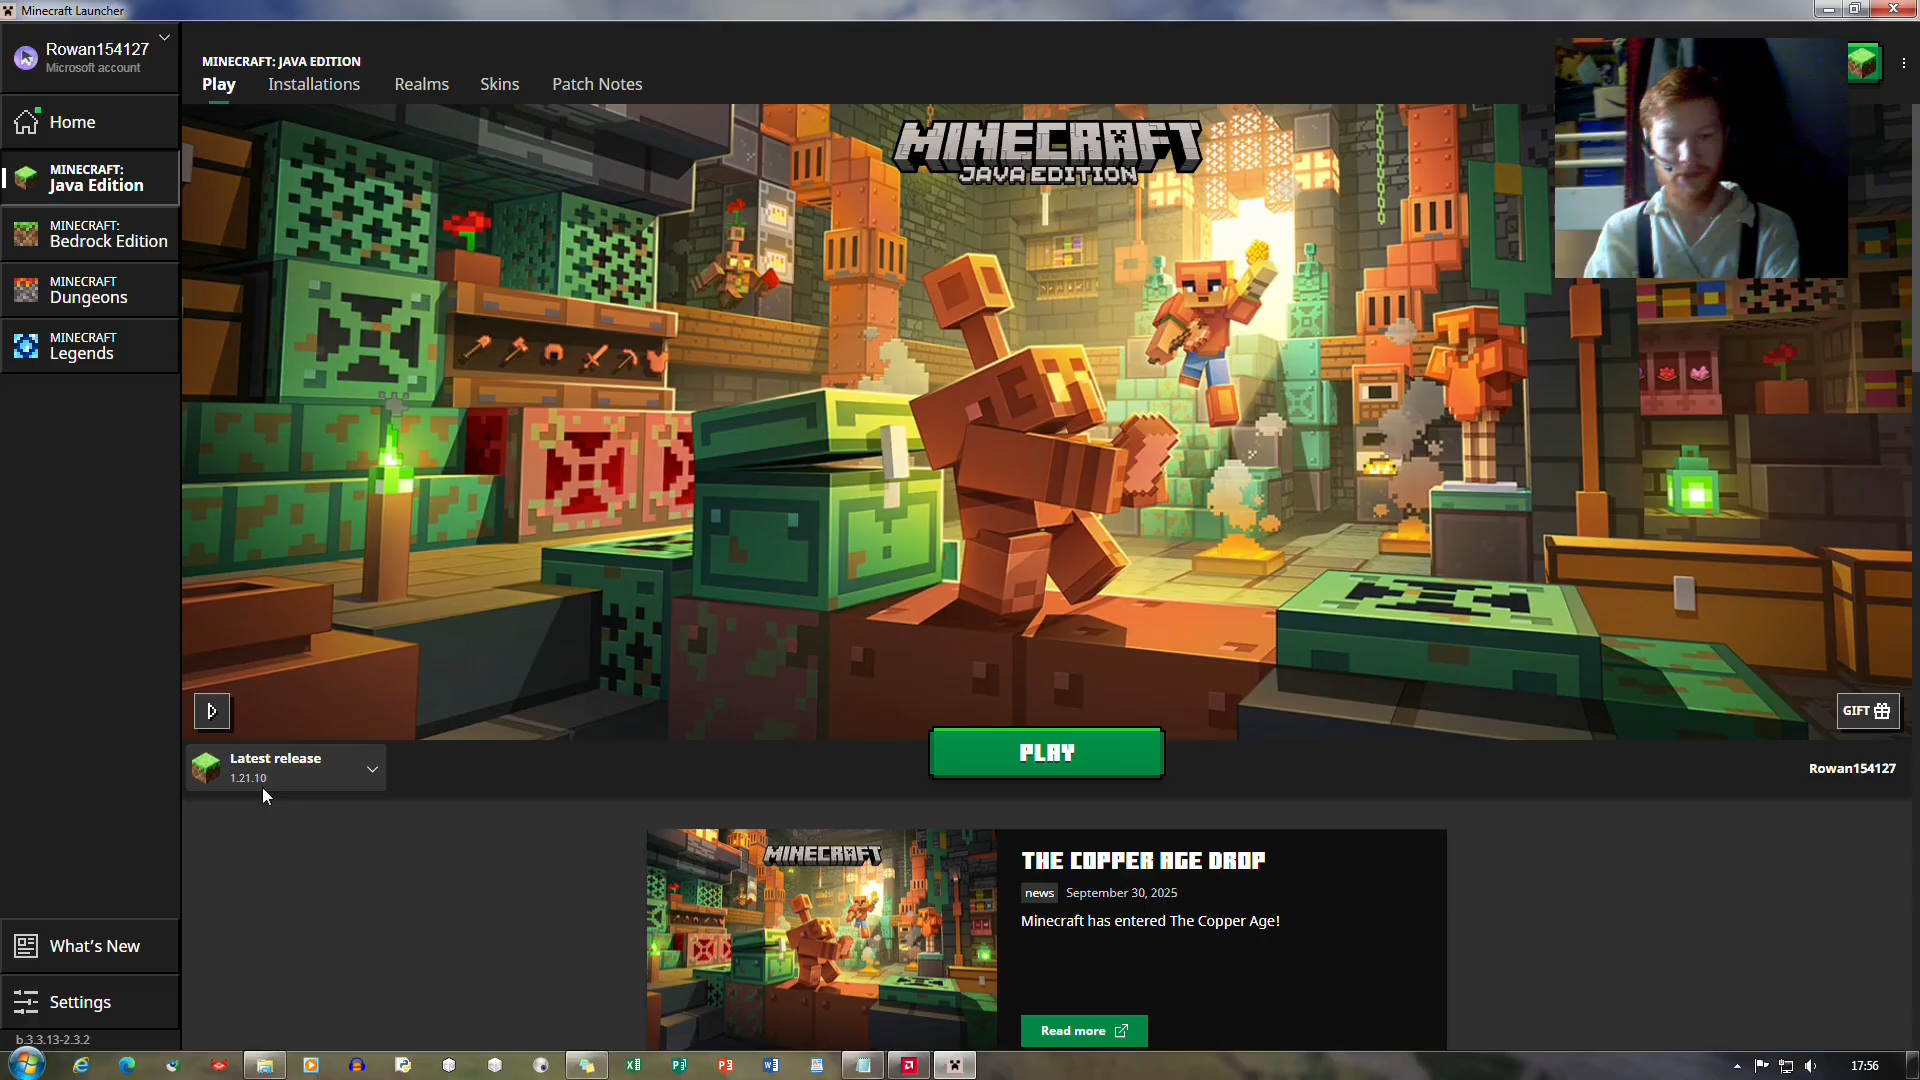 Minecraft Launcher
Rowan154127
Microsoft account
Home
MINECRAFT:
Java Edition
MINECRAFT:
Bedrock Edition
MINECRAFT
Dungeons
MINECRAFT
Legends
What's New
Settings
b.3.3.13-2.3.2
MINECRAFT: JAVA EDITION
Play
Installations
Realms
Skins
Patch Notes
MINECRAFT
JAVA EDITION
GIFT
Latest release
1.21.10
PLAY
Rowan154127
MINECRAFT
THE COPPER AGE DROP
news
September 30, 2025
Minecraft has entered The Copper Age!
Read more
17:56